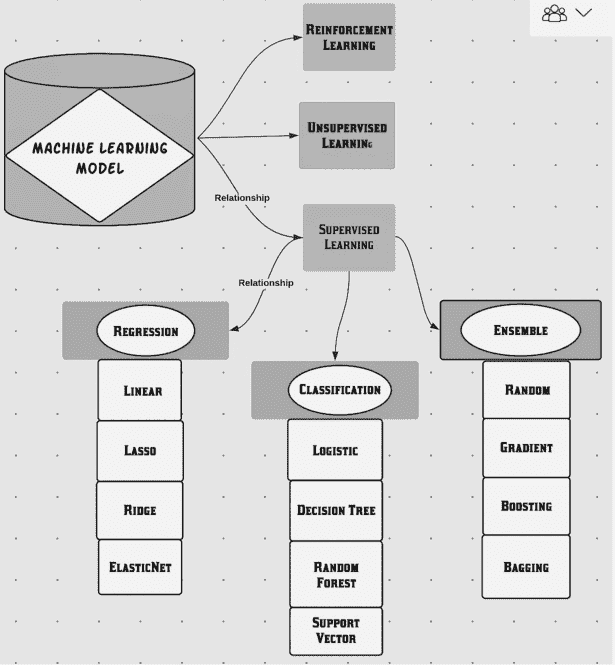 REINFORCEMENT
LEARNING
MACHINE LEARNING
MODEL
UNSUPERVISED
LEARNING
Relationship
SUPERVISED
LEARNING
Relationship
REGRESSION
LINEAR
LASSO
RIDGE
ELASTICNET
CLASSIFICATION
LOGISTIC
DECISION TREE
RANDOM
FOREST
SUPPORT
VECTOR
ENSEMBLE
RANDOM
GRADIENT
BOOSTING
BAGGING